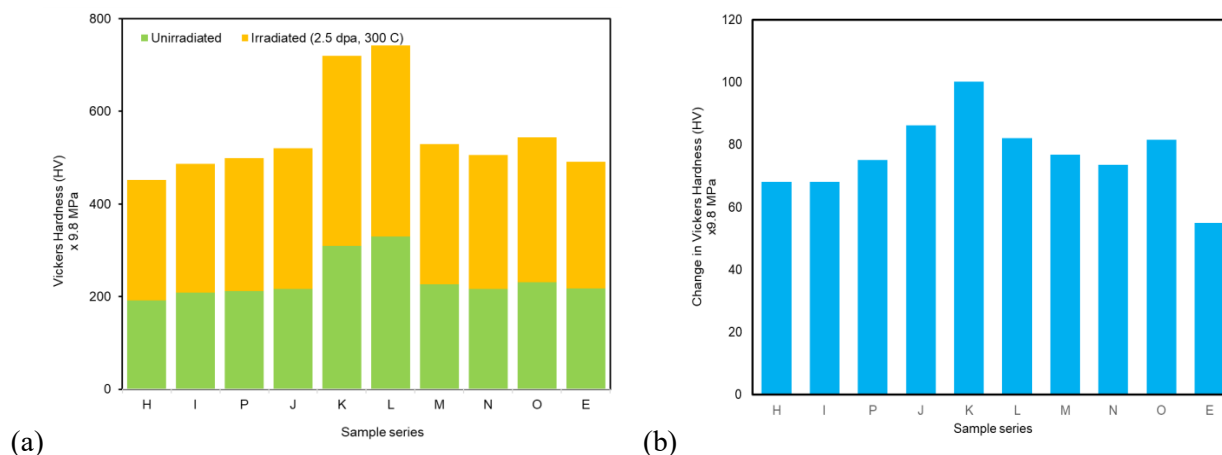 800
600
400
200
0
Vickers Hardness (HV)
x 9.8 MPa
Unirradiated Irradiated (2.5 dpa, 300 C)
H I P J K L M N O E
Sample series
(a)
120
100
80
60
40
20
0
Change in Vickers Hardness (HV)
x9.8 MPa
H I P J K L M N O E
Sample series
(b)